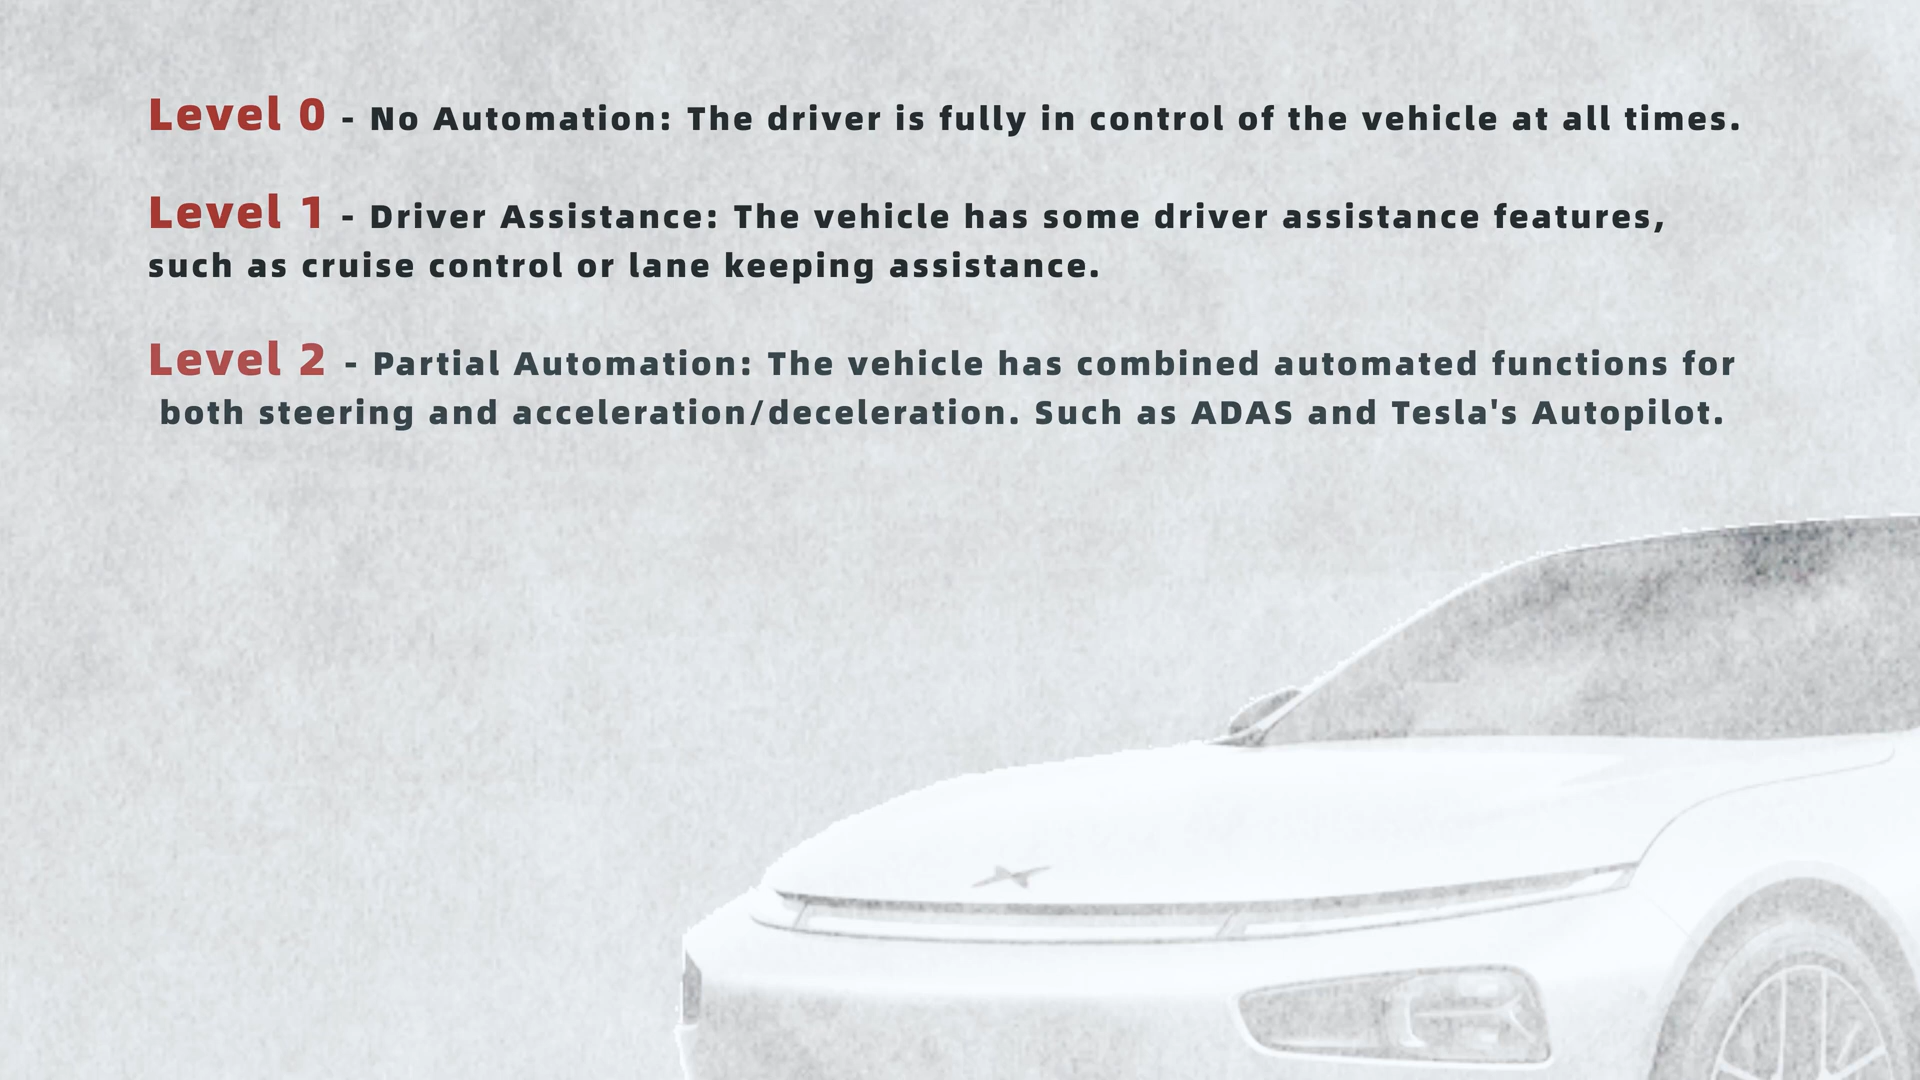 Level 0 - No Automation: The driver is fully in control of the vehicle at all times.
Level 1 - Driver Assistance: The vehicle has some driver assistance features,
such as cruise control or lane keeping assistance.
Level 2 - Partial Automation: The vehicle has combined automated functions for
both steering and acceleration/deceleration. Such as ADAS and Tesla's Autopilot.